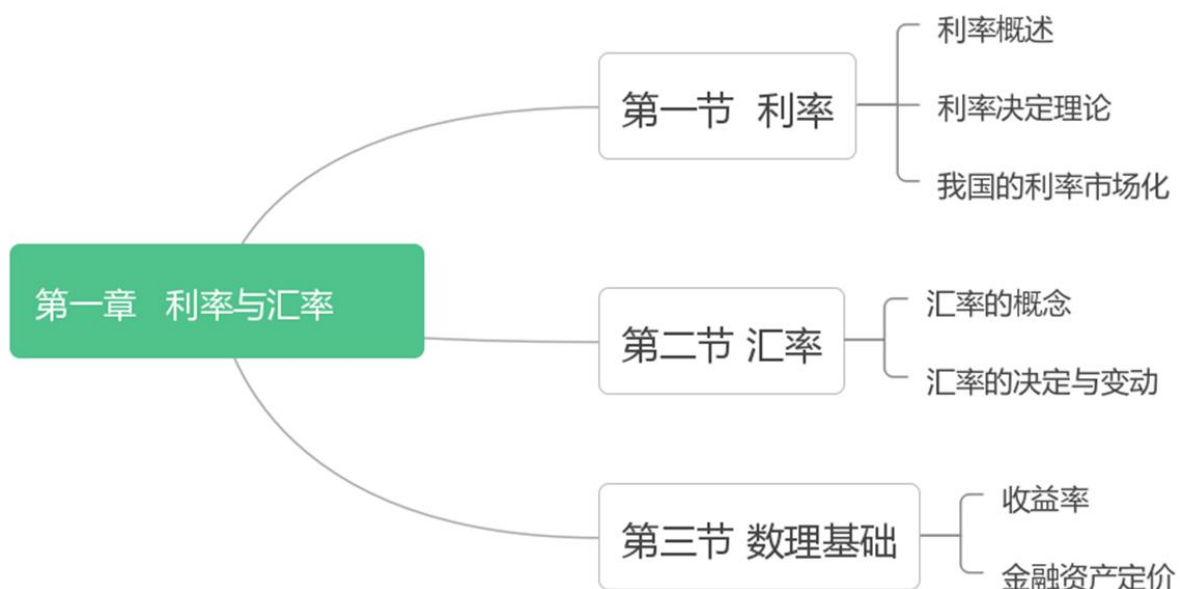 第一章 利率与汇率
第一节 利率
利率概述
利率决定理论
我国的利率市场化
第二节 汇率
汇率的概念
汇率的决定与变动
第三节 数理基础
收益率
金融资产定价